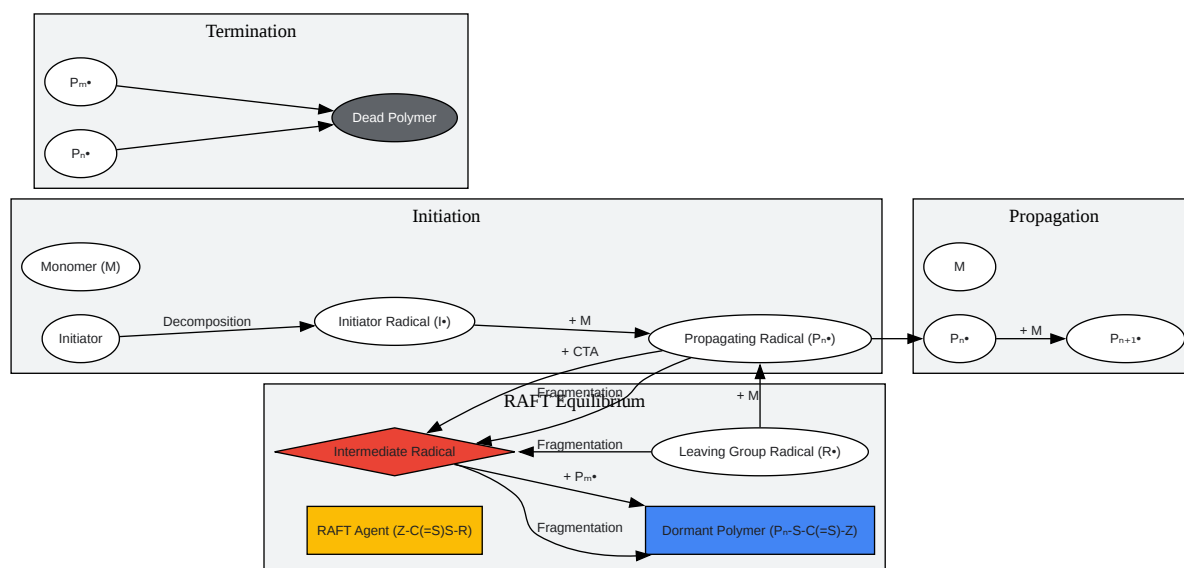 Termination
Pₘ•
Dead Polymer
Pₙ•
Initiation
Monomer (M)
Initiator
Decomposition
Initiator Radical (I•)
+ M
Propagating Radical (Pₙ•)
+ CTA
Propagation
M
Pₙ•
+ M
Pₙ₊₁•
Fragmentation
+ M
RAFT Equilibrium
Intermediate Radical
Fragmentation
Leaving Group Radical (R•)
+ Pₘ•
RAFT Agent (Z-C(=S)S-R)
Fragmentation
Dormant Polymer (Pₙ-S-C(=S)-Z)